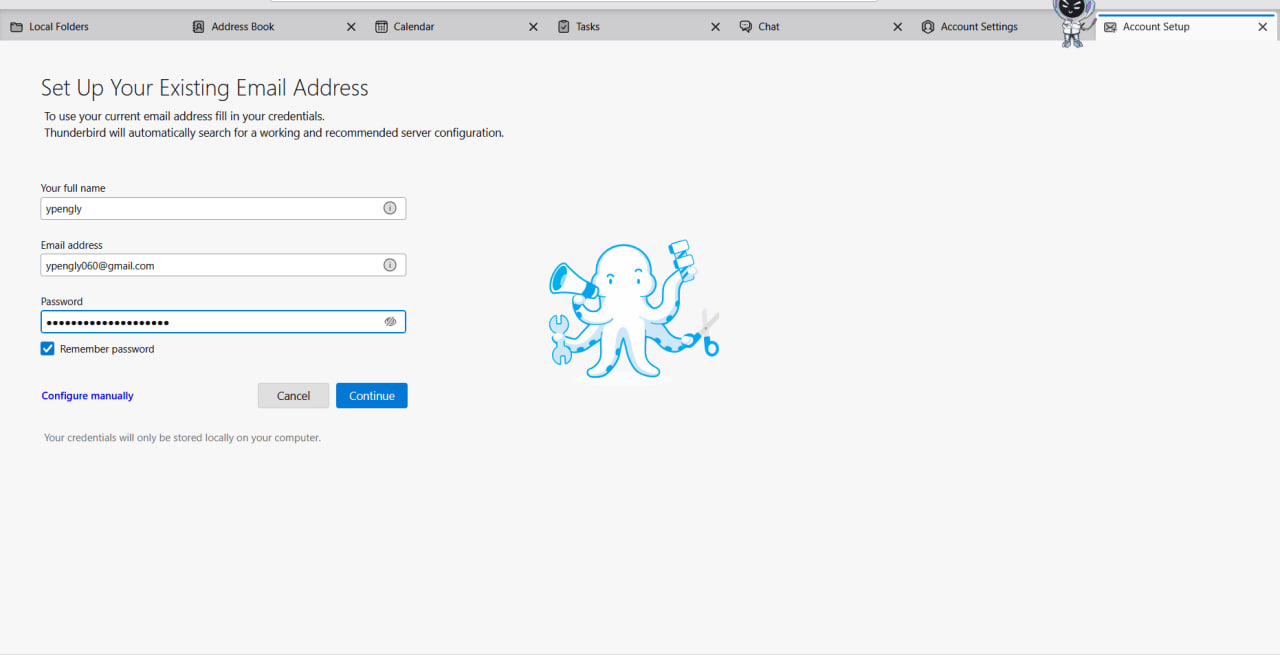 Local Folders
Address Book
Calendar
Tasks
Chat
Account Settings
Account Setup
Set Up Your Existing Email Address
To use your current email address fill in your credentials.
Thunderbird will automatically search for a working and recommended server configuration.
Your full name
ypengly
Email address
ypengly060@gmail.com
Password
●●●●●●●●●●●●●●●●●●●●
Remember password
Configure manually
Cancel
Continue
Your credentials will only be stored locally on your computer.